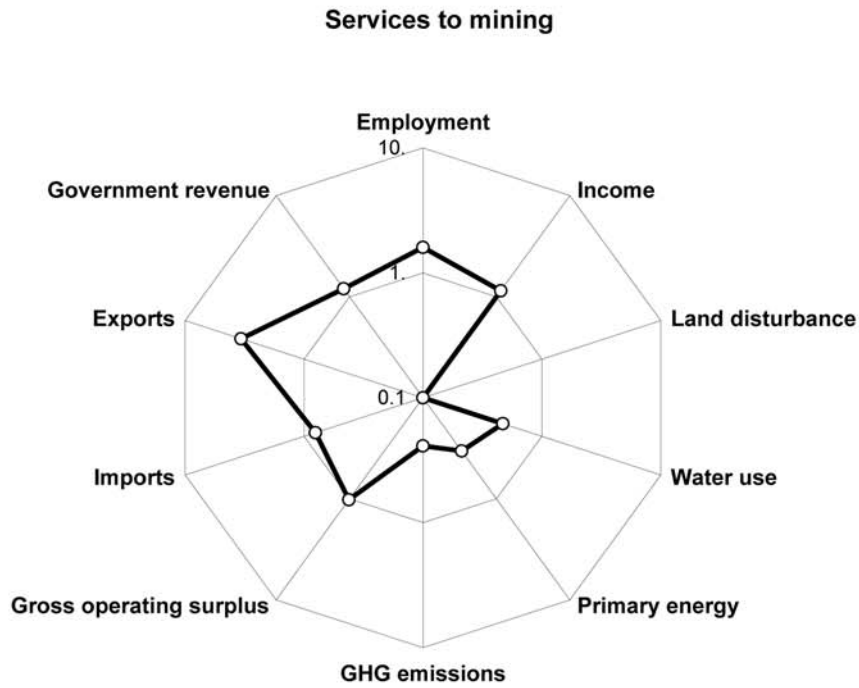 Services to mining
Employment
10.
Government revenue
Income
1.
Exports
Land disturbance
0.1
Imports
Water use
Gross operating surplus
Primary energy
GHG emissions